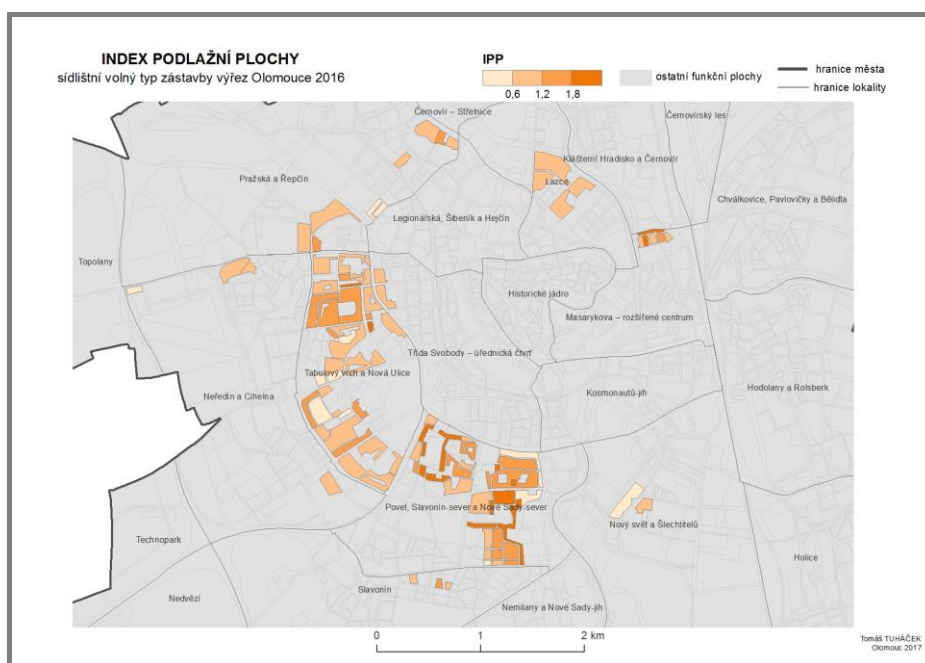 INDEX PODLAŽNÍ PLOCHY
sídlištní volný typ zástavby výřez Olomouce 2016
IPP
0,6 1,2 1,8
ostatní funkční plochy
hranice města
hranice lokality
Černovír – Střelnice
Černovírský les
Klášterní Hradisko a Černovír
Pražská a Řepčín
Lazce
Chválkovice, Pavlovičky a Bělidla
Legionářská, Šibeník a Hejčín
Topolany
Historické jádro
Masarykova – rozšířené centrum
Třída Svobody – úřednická čtvrť
Tabulový vrch a Nová Ulice
Kosmonautů-jih
Hodolany a Rolsberk
Neředín a Cihelna
Povel, Slavonín-sever a Nové Sady-sever
Nový svět a Šlechtitelů
Technopark
Holice
Slavonín
Nedvězí
Nemilany a Nové Sady-jih
0 1 2 km
Tomáš TUHÁČEK
Olomouc 2017